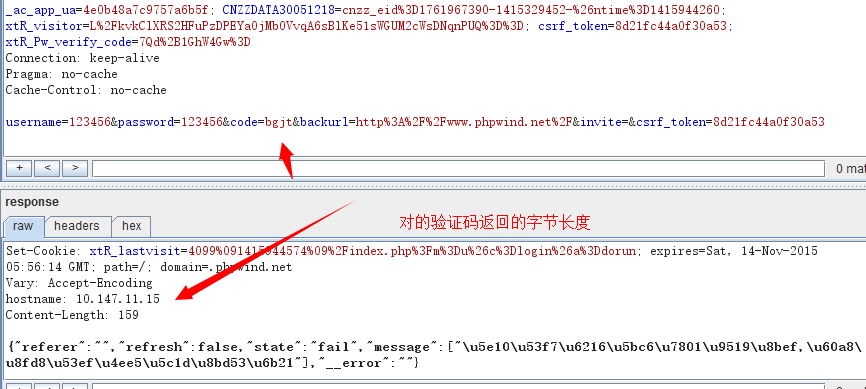 _ac_app_ua=4e0b48a7c9757a6b5f; CNZZDATA30051218=cnzz_eid%3D1761967390-1415329452-%26ntime%3D1415944260;
xtR_visitor=L%2FkvkClXRS2HFuPzDPEYa0jMb0VvqA6sBlKe51sWGUM2cWsDNqnPUQ%3D%3D; csrf_token=8d21fc44a0f30a53;
xtR_Pw_verify_code=7Qd%2B1GhW4Gw%3D
Connection: keep-alive
Pragma: no-cache
Cache-Control: no-cache
username=123456&password=123456&code=bgjt&backurl=http%3A%2F%2Fwww.phpwind.net%2F&invite=&csrf_token=8d21fc44a0f30a53
+ < > 0 mat
response
raw headers hex
对的验证码返回的字节长度
Set-Cookie: xtR_lastvisit=4099%091415944574%09%2Findex.php%3Fm%3Du%26c%3Dlogin%26a%3Ddorun; expires=Sat, 14-Nov-2015
05:56:14 GMT; path=/; domain=.phpwind.net
Vary: Accept-Encoding
hostname: 10.147.11.15
Content-Length: 159
{"referer":"","refresh":false,"state":"fail","message":["\u5e10\u53f7\u6216\u5bc6\u7801\u9519\u8bef,\u60a8\
u8fd8\u53ef\u4ee5\u5c1d\u8bd53\u6b21"],"__error":""}